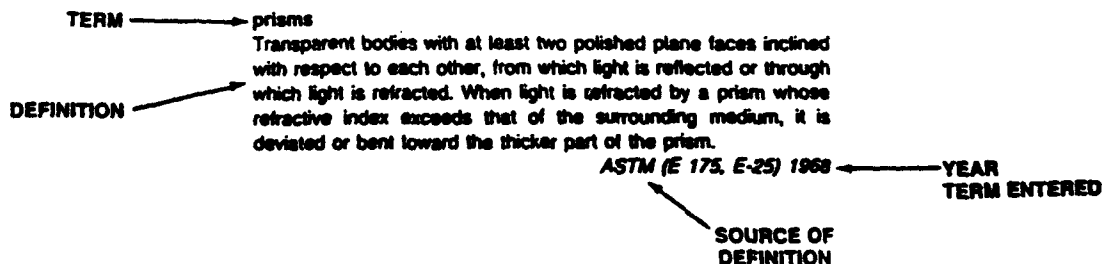 TERM prisms
Transparent bodies with at least two polished plane faces inclined
with respect to each other, from which light is reflected or through
which light is refracted. When light is refracted by a prism whose
DEFINITION
refractive index exceeds that of the surrounding medium, it is
deviated or bent toward the thicker part of the prism.
ASTM (E 175, E-25) 1968 YEAR
TERM ENTERED
SOURCE OF
DEFINITION